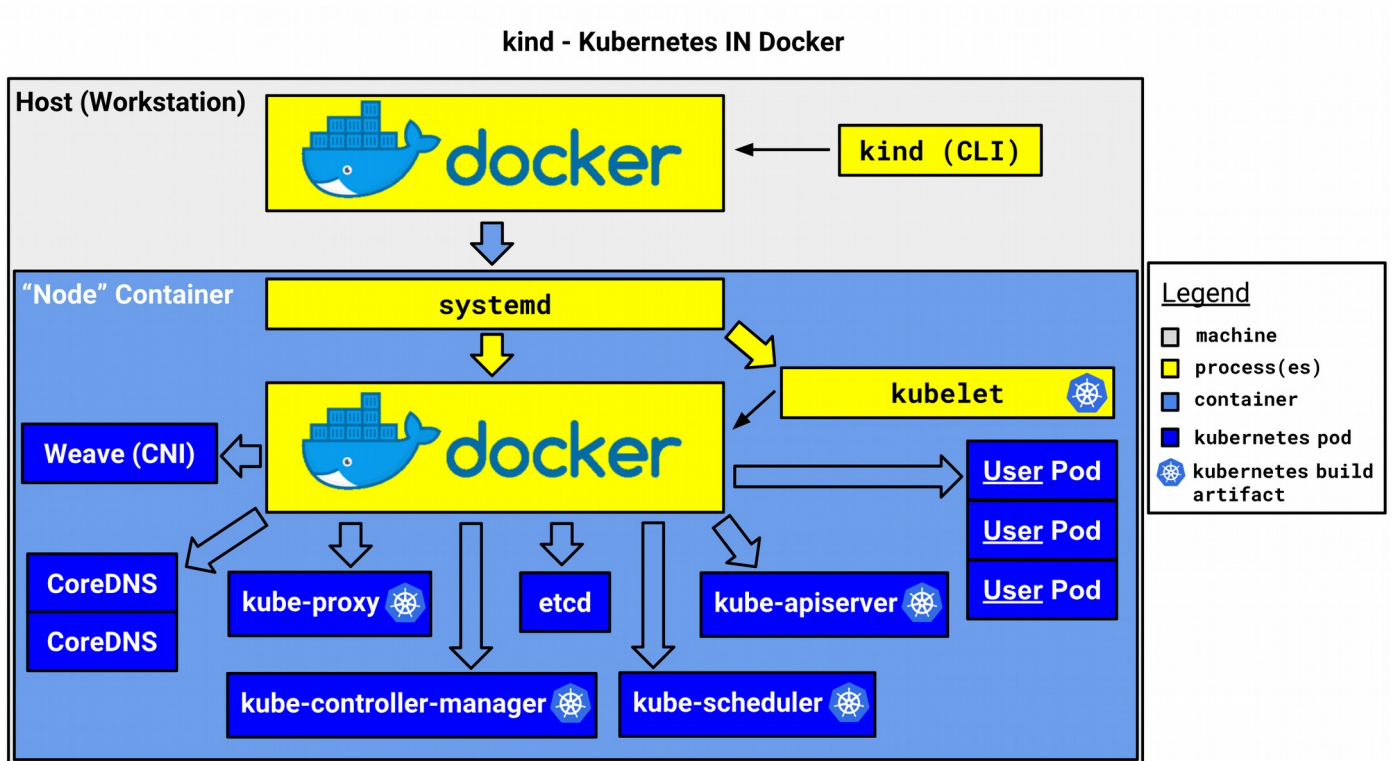 kind - Kubernetes IN Docker
Host (Workstation)
docker
kind (CLI)
“Node” Container
systemd
docker
kubelet
Weave (CNI)
User Pod
User Pod
User Pod
CoreDNS
CoreDNS
kube-proxy
etcd
kube-apiserver
kube-controller-manager
kube-scheduler
Legend
machine
process(es)
container
kubernetes pod
kubernetes build
artifact